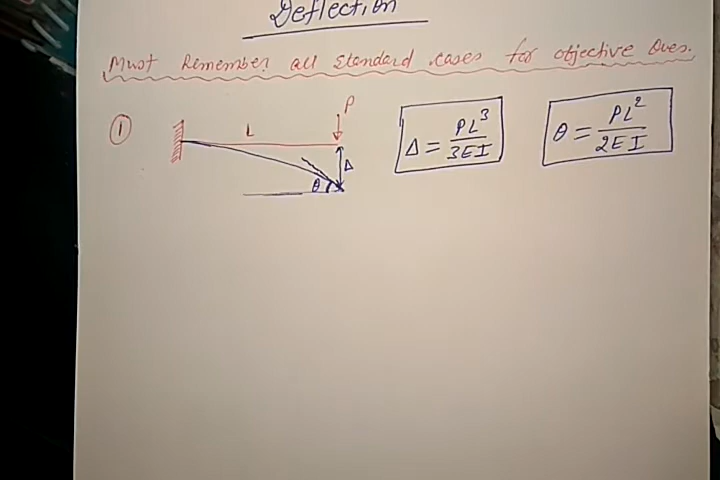 Deflection
Must Remember all standard cases for objective Ques.
1 L P Δ θ
Δ = PL³/3EI θ = PL²/2EI